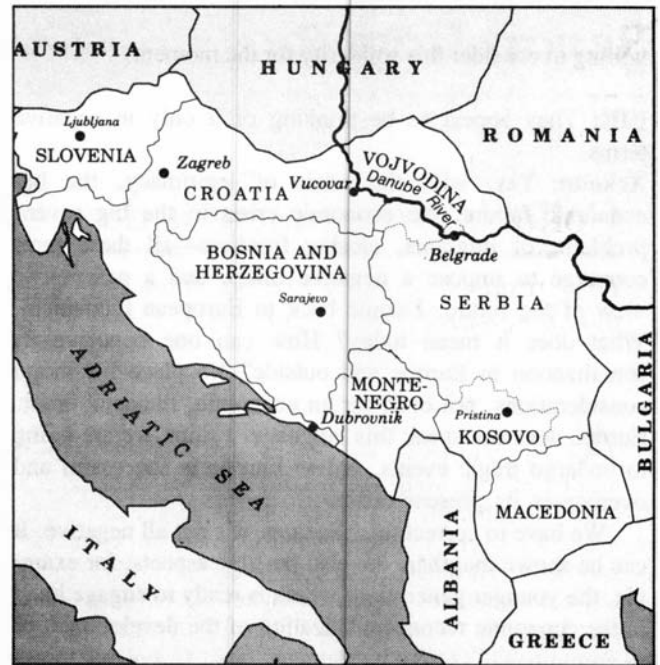 AUSTRIA
HUNGARY
ROMANIA
Ljubljana
SLOVENIA
Zagreb
CROATIA
Vucovar
VOJVODINA
Danube River
Belgrade
BOSNIA AND
HERZEGOVINA
Sarajevo
SERBIA
ADRIATIC SEA
MONTE-
NEGRO
Dubrovnik
Pristina
KOSOVO
BULGARIA
MACEDONIA
ALBANIA
ITALY
GREECE